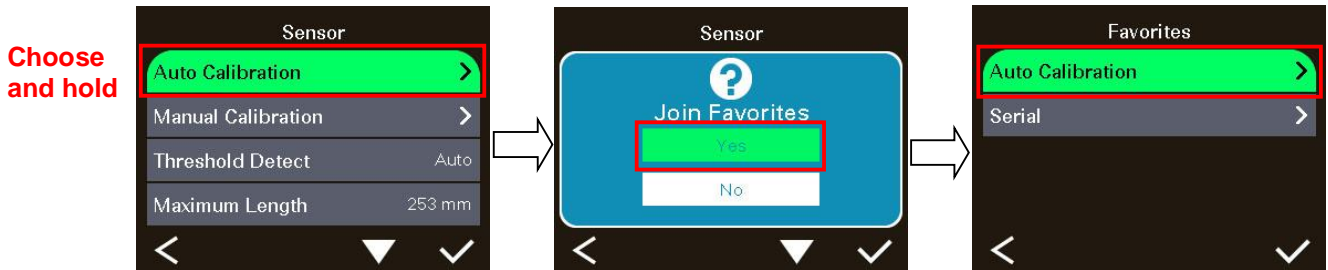 Choose
and hold
Sensor
Auto Calibration
Manual Calibration
Threshold Detect Auto
Maximum Length 253 mm
Sensor
?
Join Favorites
Yes
No
Favorites
Auto Calibration
Serial